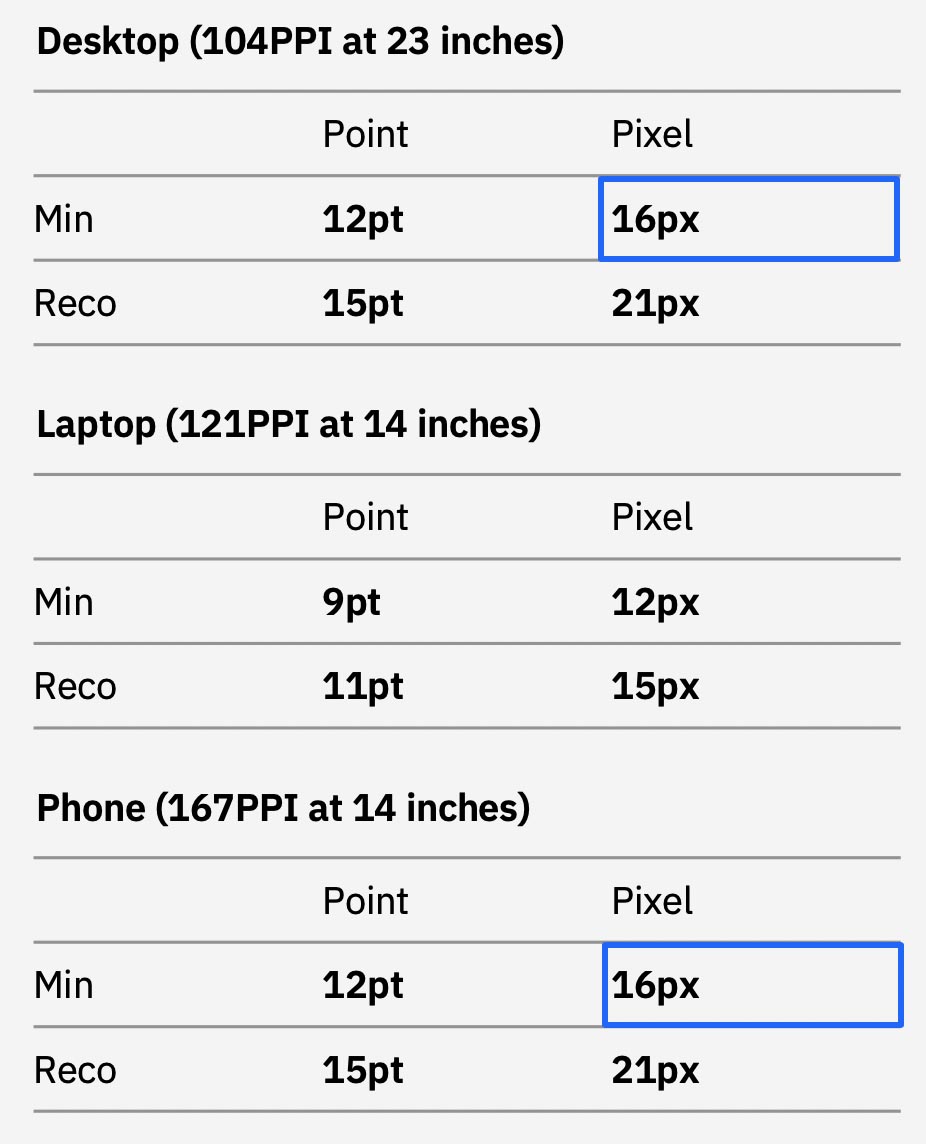 Desktop (104PPI at 23 inches)
Point Pixel
Min 12pt 16px
Reco 15pt 21px
Laptop (121PPI at 14 inches)
Point Pixel
Min 9pt 12px
Reco 11pt 15px
Phone (167PPI at 14 inches)
Point Pixel
Min 12pt 16px
Reco 15pt 21px